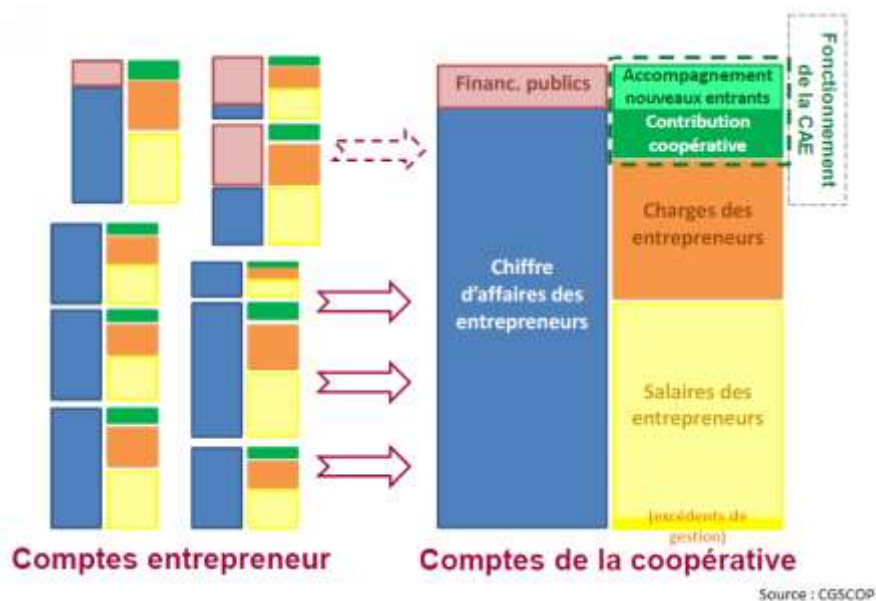 Financ. publics
Accompagnement
nouveaux entrants
Contribution
coopérative
Fonctionnement
de la CAE
Charges des
entrepreneurs
Chiffre
d'affaires des
entrepreneurs
Salaires des
entrepreneurs
(excédents de
gestion)
Comptes entrepreneur
Comptes de la coopérative
Source : CGSCOP